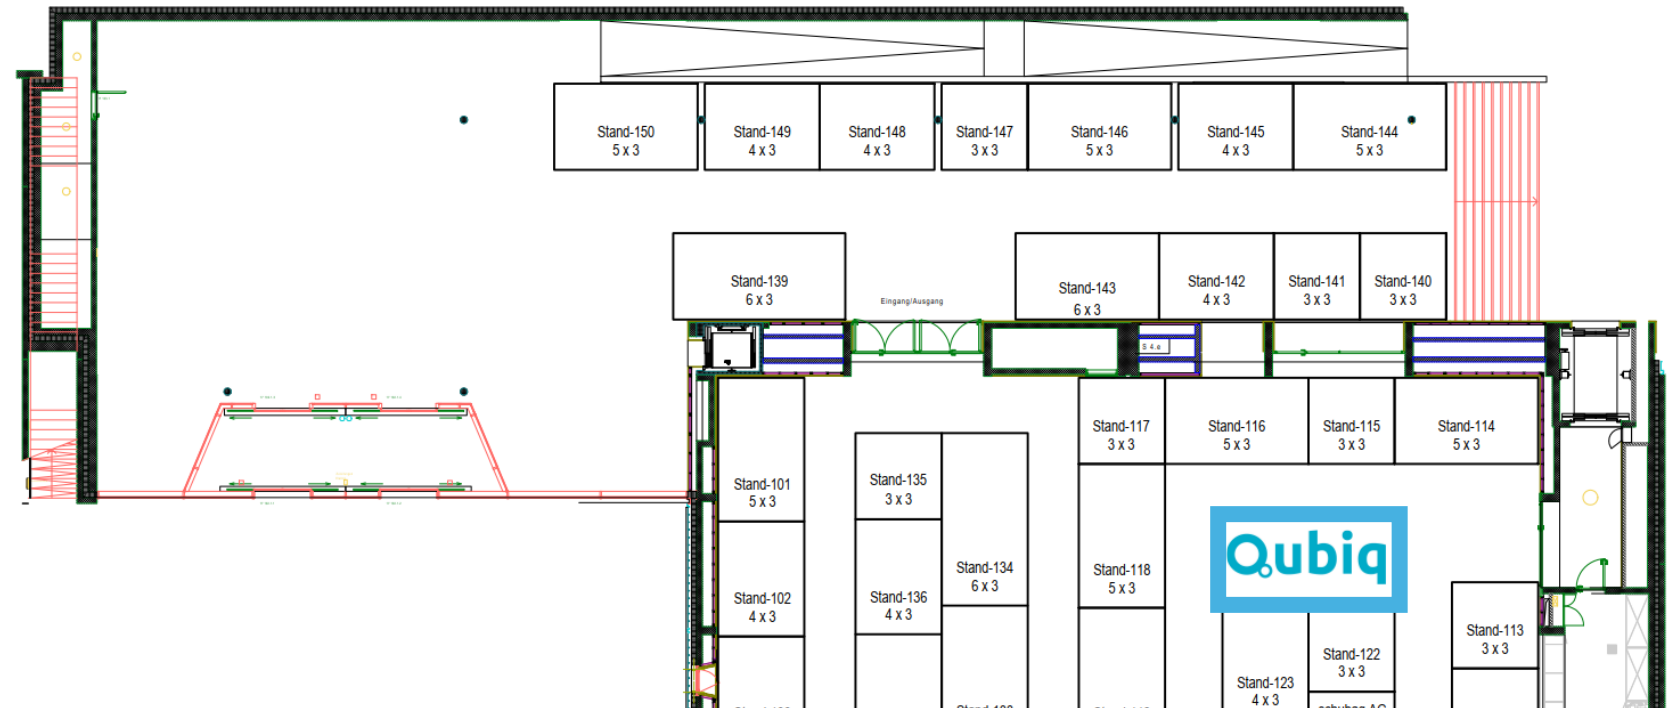 Stand-150
5 x 3
Stand-149
4 x 3
Stand-148
4 x 3
Stand-147
3 x 3
Stand-146
5 x 3
Stand-145
4 x 3
Stand-144
5 x 3
Stand-139
6 x 3
Eingang/Ausgang
Stand-143
6 x 3
Stand-142
4 x 3
Stand-141
3 x 3
Stand-140
3 x 3
Stand-117
3 x 3
Stand-116
5 x 3
Stand-115
3 x 3
Stand-114
5 x 3
Stand-101
5 x 3
Stand-135
3 x 3
Stand-134
6 x 3
Stand-118
5 x 3
Qubiq
Stand-102
4 x 3
Stand-136
4 x 3
Stand-113
3 x 3
Stand-122
3 x 3
Stand-123
4 x 3